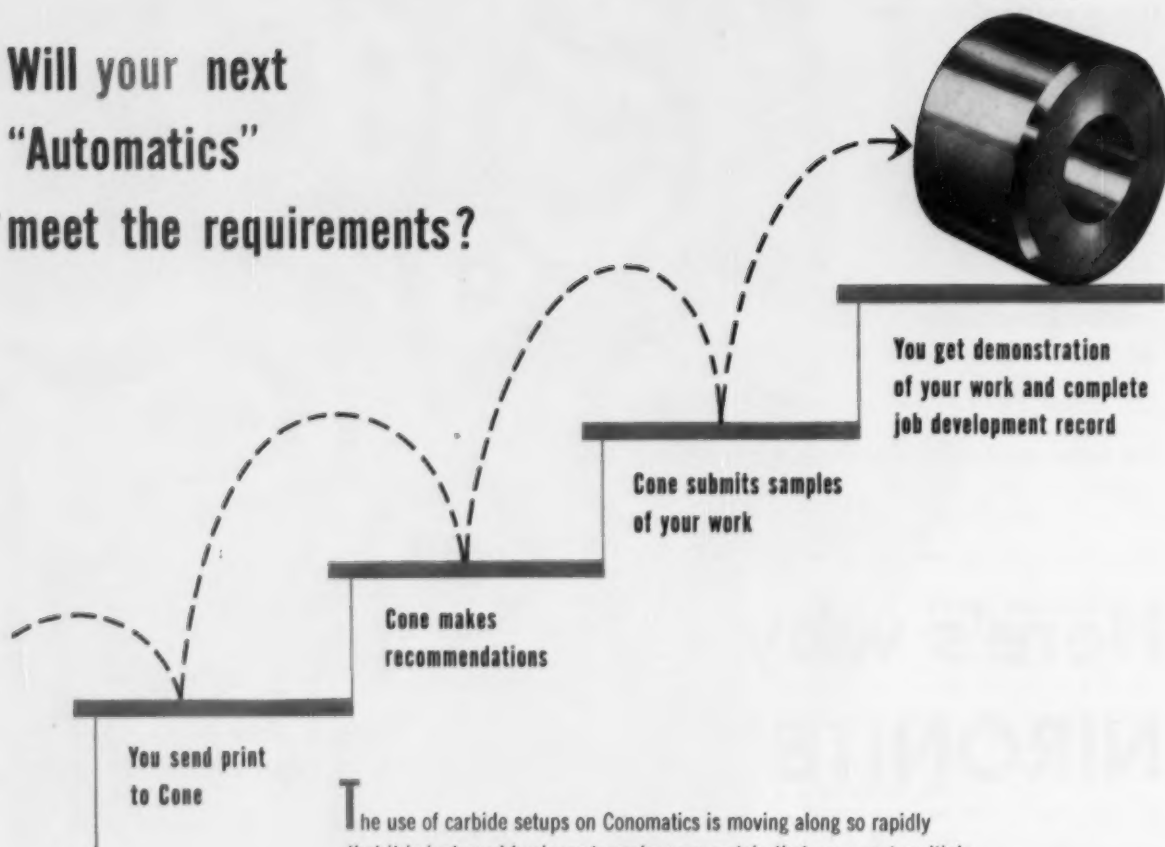 Will your next
“Automatics”
meet the requirements?
You get demonstration
of your work and complete
job development record
Cone submits samples
of your work
Cone makes
recommendations
You send print
to Cone
The use of carbide setups on Conomatics is moving along so rapidly